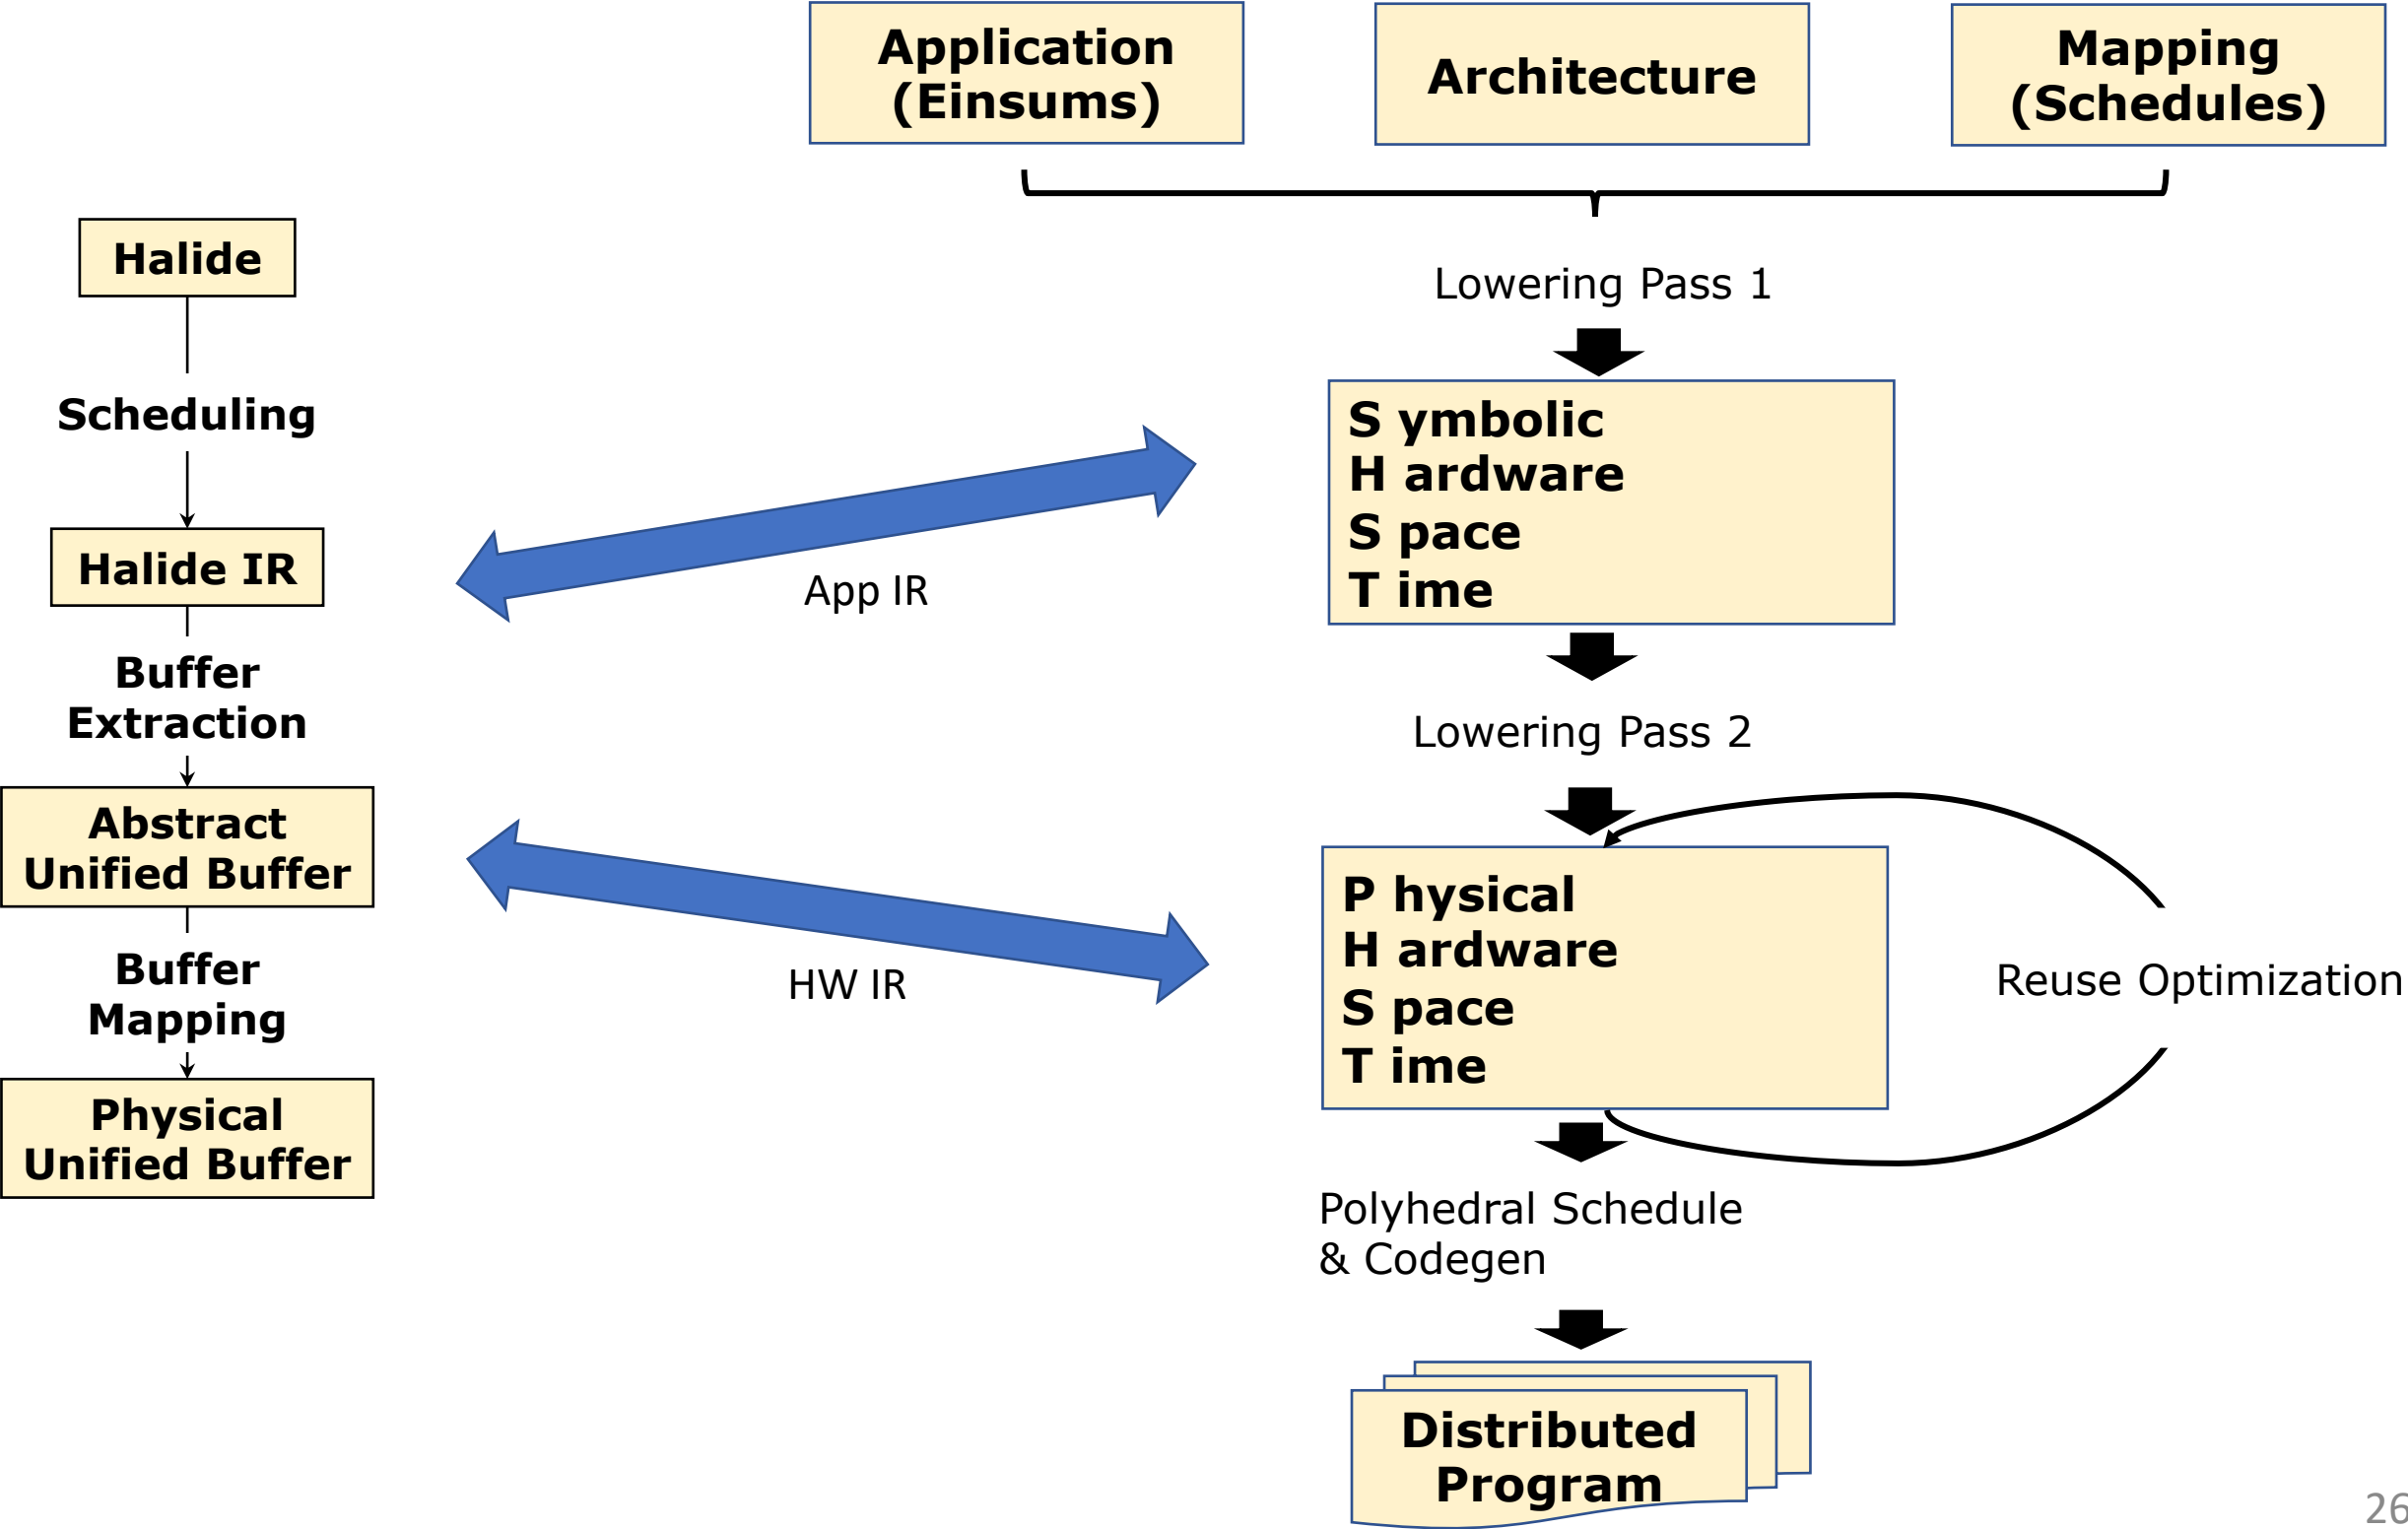 Application
(Einsums)
Architecture
Mapping
(Schedules)
Lowering Pass 1
Halide
Scheduling
Halide IR
Buffer
Extraction
Abstract
Unified Buffer
Buffer
Mapping
Physical
Unified Buffer
App IR
HW IR
S ymbolic
H ardware
S pace
T ime
Lowering Pass 2
P hysical
H ardware
S pace
T ime
Reuse Optimization
Polyhedral Schedule
& Codegen
Distributed
Program
26